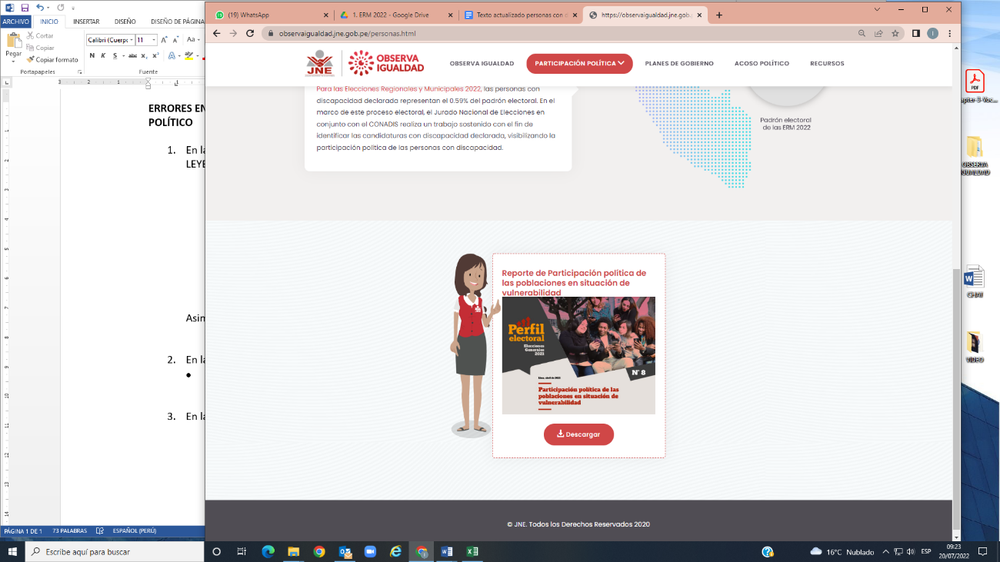 (19) WhatsApp
1. ERM 2022 - Google Drive
Texto actualizado personas con d
https://observaigualdad.jne.gob.
observaigualdad.jne.gob.pe/personas.html
ARCHIVO INICIO INSERTAR DISEÑO DISEÑO DE PÁGINA
Pegar
Cortar
Copiar
Copiar formato
Portapapeles
Calibri (Cuerpo 11
N K S abc x₂ x²
Aa
Fuente
ERRORES EN
POLÍTICO
1. En la
LEYE
Asim
2. En la
•
3. En la
PÁGINA 1 DE 1 73 PALABRAS ESPAÑOL (PERÚ)
JNE
OBSERVA
IGUALDAD
OBSERVA IGUALDAD PARTICIPACIÓN POLÍTICA PLANES DE GOBIERNO ACOSO POLÍTICO RECURSOS
Para las Elecciones Regionales y Municipales 2022, las personas con
discapacidad declarada representan el 0.59% del padrón electoral. En el
marco de este proceso electoral, el Jurado Nacional de Elecciones en
conjunto con el CONADIS realiza un trabajo sostenido con el fin de
identificar las candidaturas con discapacidad declarada, visibilizando la
participación política de las personas con discapacidad.
Padrón electoral
de las ERM 2022
Reporte de Participación política de
las poblaciones en situación de
vulnerabilidad
Perfil
electoral
Elecciones
Generales
2021
N° 8
Lima, abril de 2021
Participación política de las
poblaciones en situación de
vulnerabilidad
Descargar
© JNE. Todos los Derechos Reservados 2020
PDF
apter-3-Voc...
OBSERVA
IGUALDAD
CHAT
VIDEO
Escribe aquí para buscar
16°C Nublado
ESP
09:23
20/07/2022